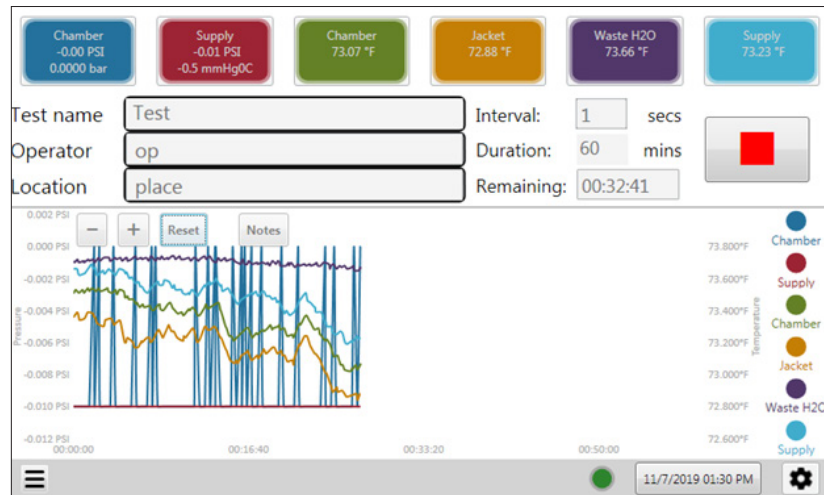 Chamber
-0.00 PSI
0.0000 bar
Supply
-0.01 PSI
-0.5 mmHg0C
Chamber
73.07 °F
Jacket
72.88 °F
Waste H2O
73.66 °F
Supply
73.23 °F
Test name Test
Interval: 1 secs
Operator op
Duration: 60 mins
Location place
Remaining: 00:32:41
− + Reset Notes
0.002 PSI
0.000 PSI
-0.002 PSI
-0.004 PSI
-0.006 PSI
-0.008 PSI
-0.010 PSI
-0.012 PSI
Pressure
00:00:00 00:16:40 00:33:20 00:50:00
73.800°F
73.600°F
73.400°F
73.200°F
73.000°F
72.800°F
72.600°F
Temperature
Chamber
Supply
Chamber
Jacket
Waste H2O
Supply
11/7/2019 01:30 PM